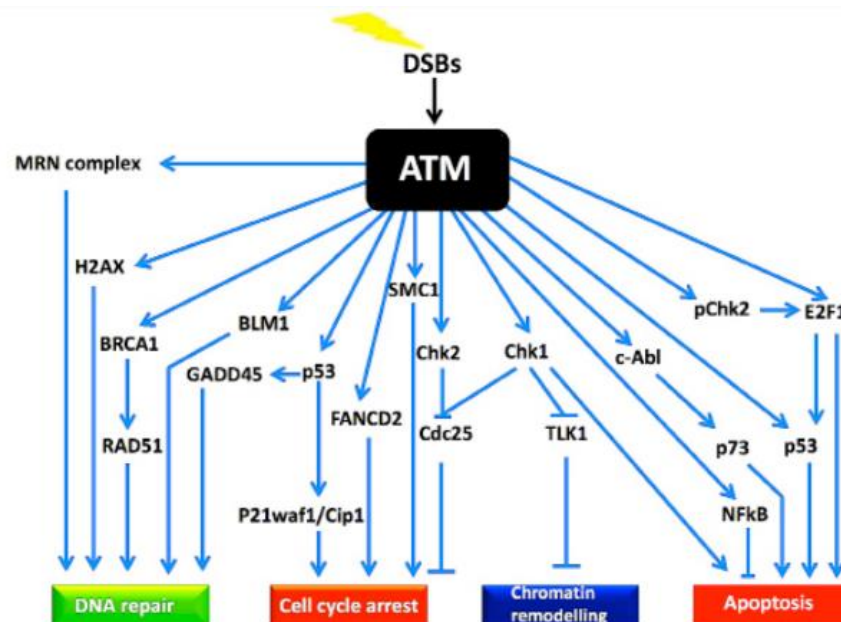 DSBs
ATM
MRN complex
H2AX
SMC1
pChk2
E2F1
BLM1
BRCA1
Chk2
Chk1
c-Abl
GADD45
p53
FANCD2
Cdc25
TLK1
RAD51
p73
p53
P21waf1/Cip1
NFkB
DNA repair
Cell cycle arrest
Chromatin
remodelling
Apoptosis